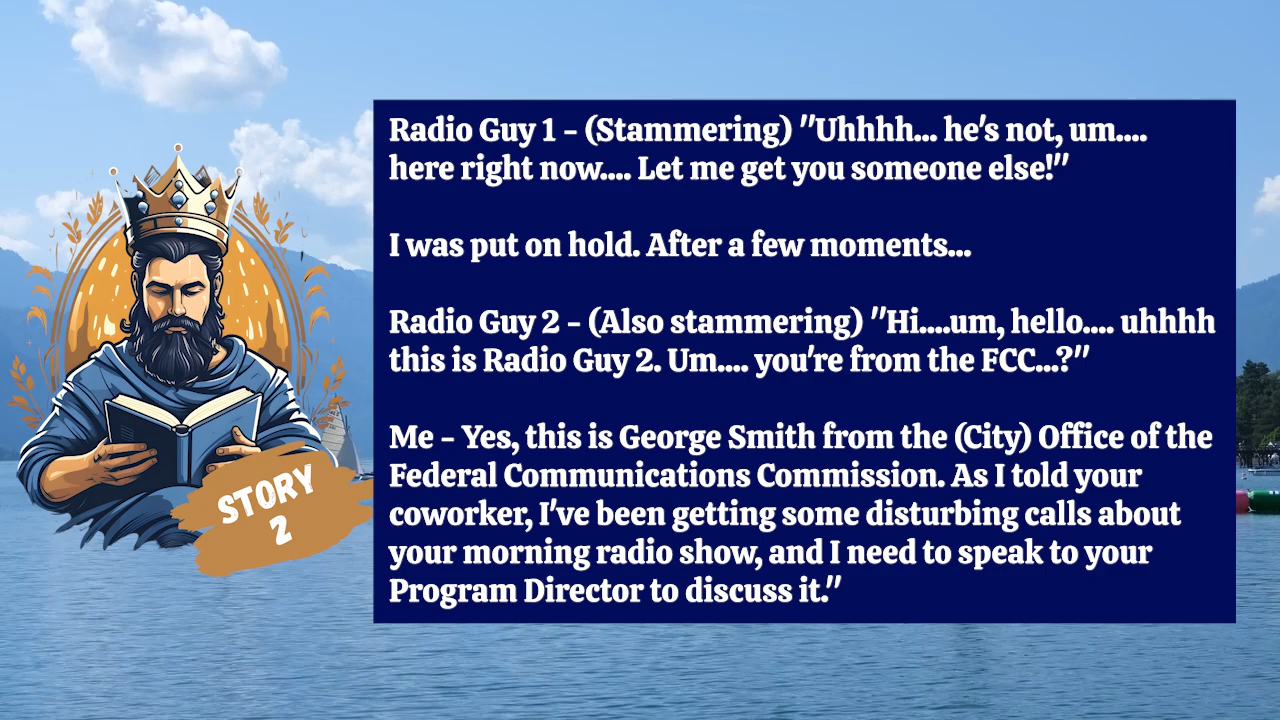 Radio Guy 1 - (Stammering) "Uhhhh... he's not, um....
here right now.... Let me get you someone else!"
I was put on hold. After a few moments...
Radio Guy 2 - (Also stammering) "Hi....um, hello.... uhhhh
this is Radio Guy 2. Um.... you're from the FCC...?"
Me - Yes, this is George Smith from the (City) Office of the
Federal Communications Commission. As I told your
coworker, I've been getting some disturbing calls about
your morning radio show, and I need to speak to your
Program Director to discuss it."
STORY
2